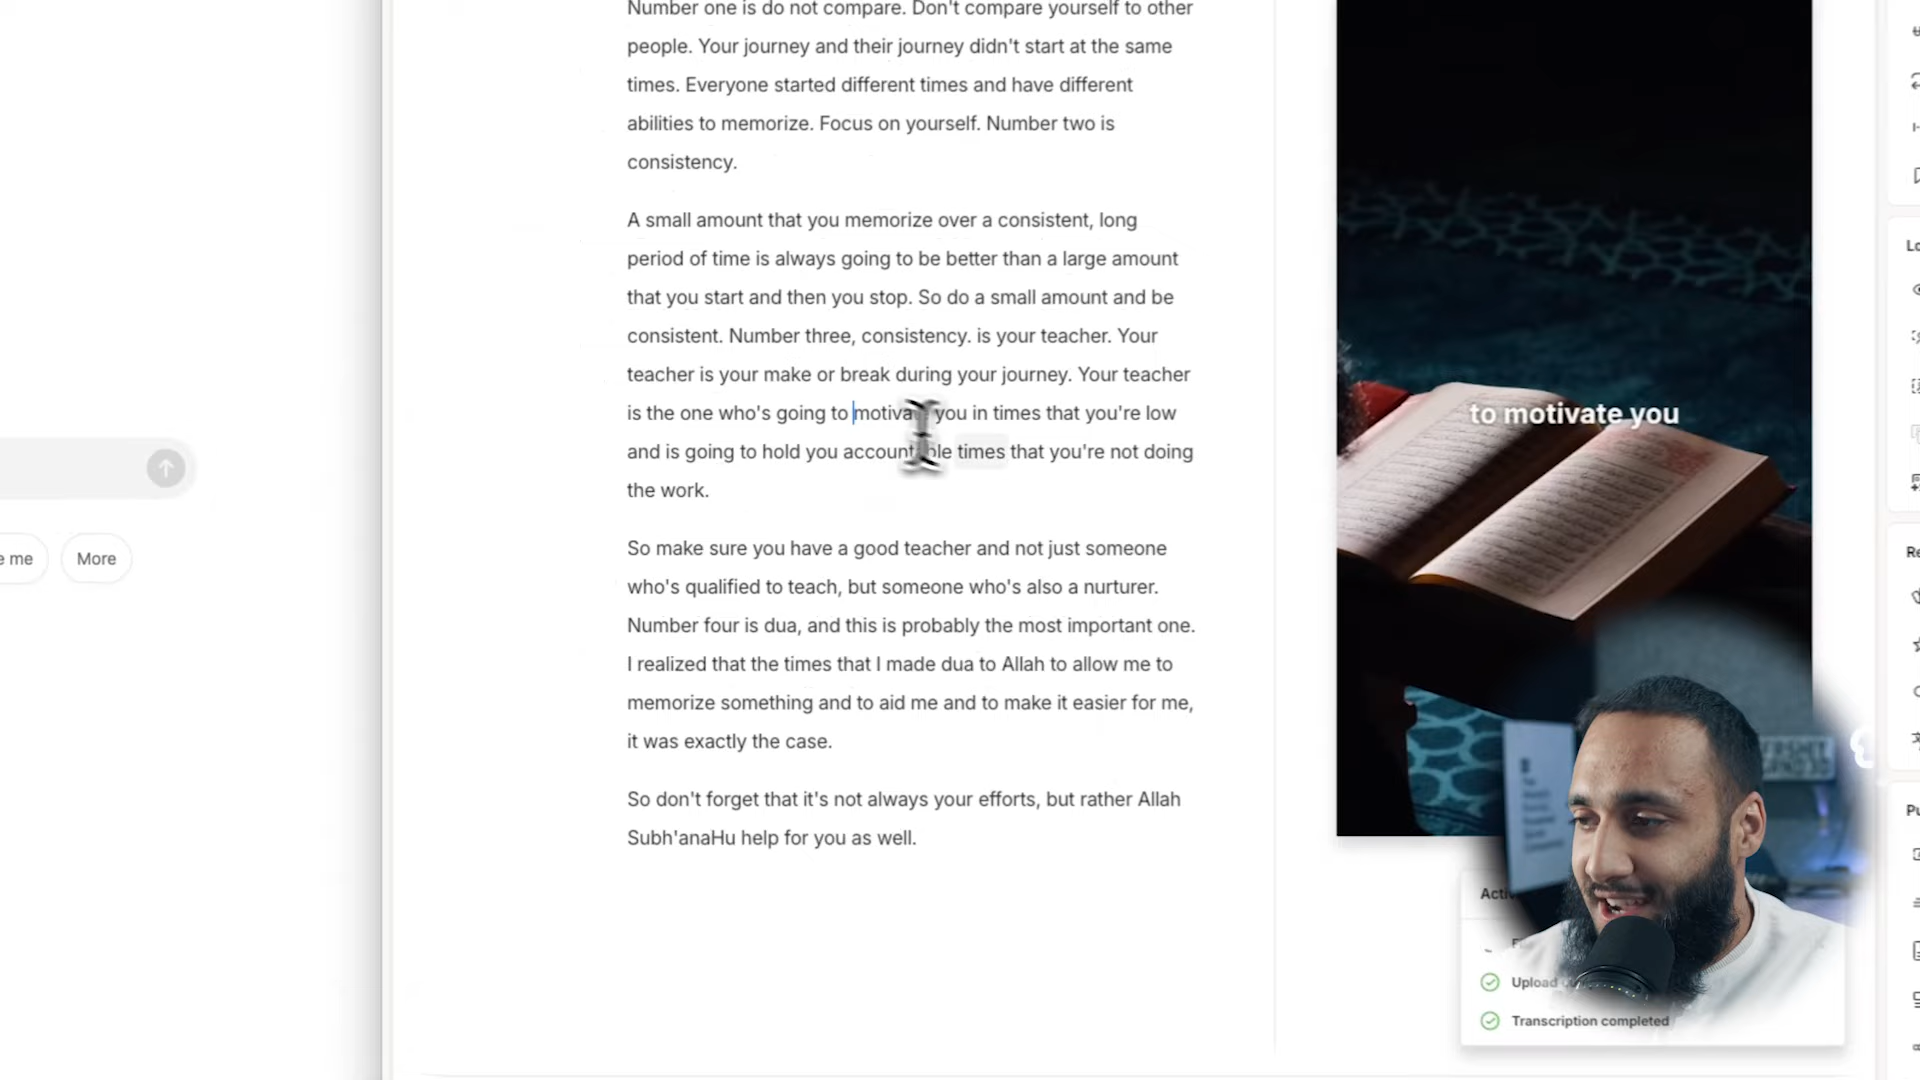 Number one is do not compare. Don't compare yourself to other
people. Your journey and their journey didn't start at the same
times. Everyone started different times and have different
abilities to memorize. Focus on yourself. Number two is
consistency.
A small amount that you memorize over a consistent, long
period of time is always going to be better than a large amount
that you start and then you stop. So do a small amount and be
consistent. Number three, consistency. is your teacher. Your
teacher is your make or break during your journey. Your teacher
is the one who's going to motivate you in times that you're low
and is going to hold you accountable times that you're not doing
the work.
So make sure you have a good teacher and not just someone
who's qualified to teach, but someone who's also a nurturer.
Number four is dua, and this is probably the most important one.
I realized that the times that I made dua to Allah to allow me to
memorize something and to aid me and to make it easier for me,
it was exactly the case.
So don't forget that it's not always your efforts, but rather Allah
Subh'anaHu help for you as well.
e me
More
to motivate you
Acti
Upload
Transcription completed
Lo
Re
Pu